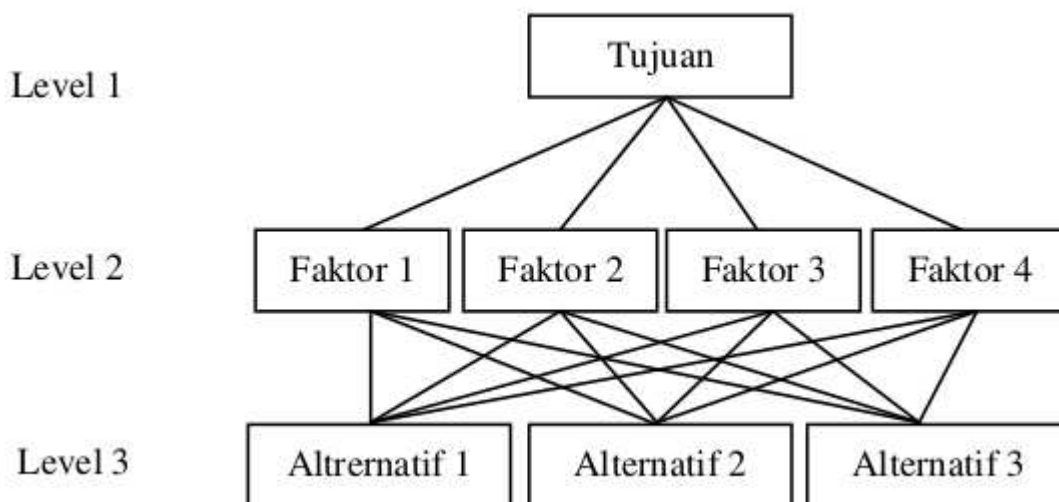 Tujuan
Level 1
Level 2
Faktor 1
Faktor 2
Faktor 3
Faktor 4
Level 3
Altrernatif 1
Alternatif 2
Alternatif 3